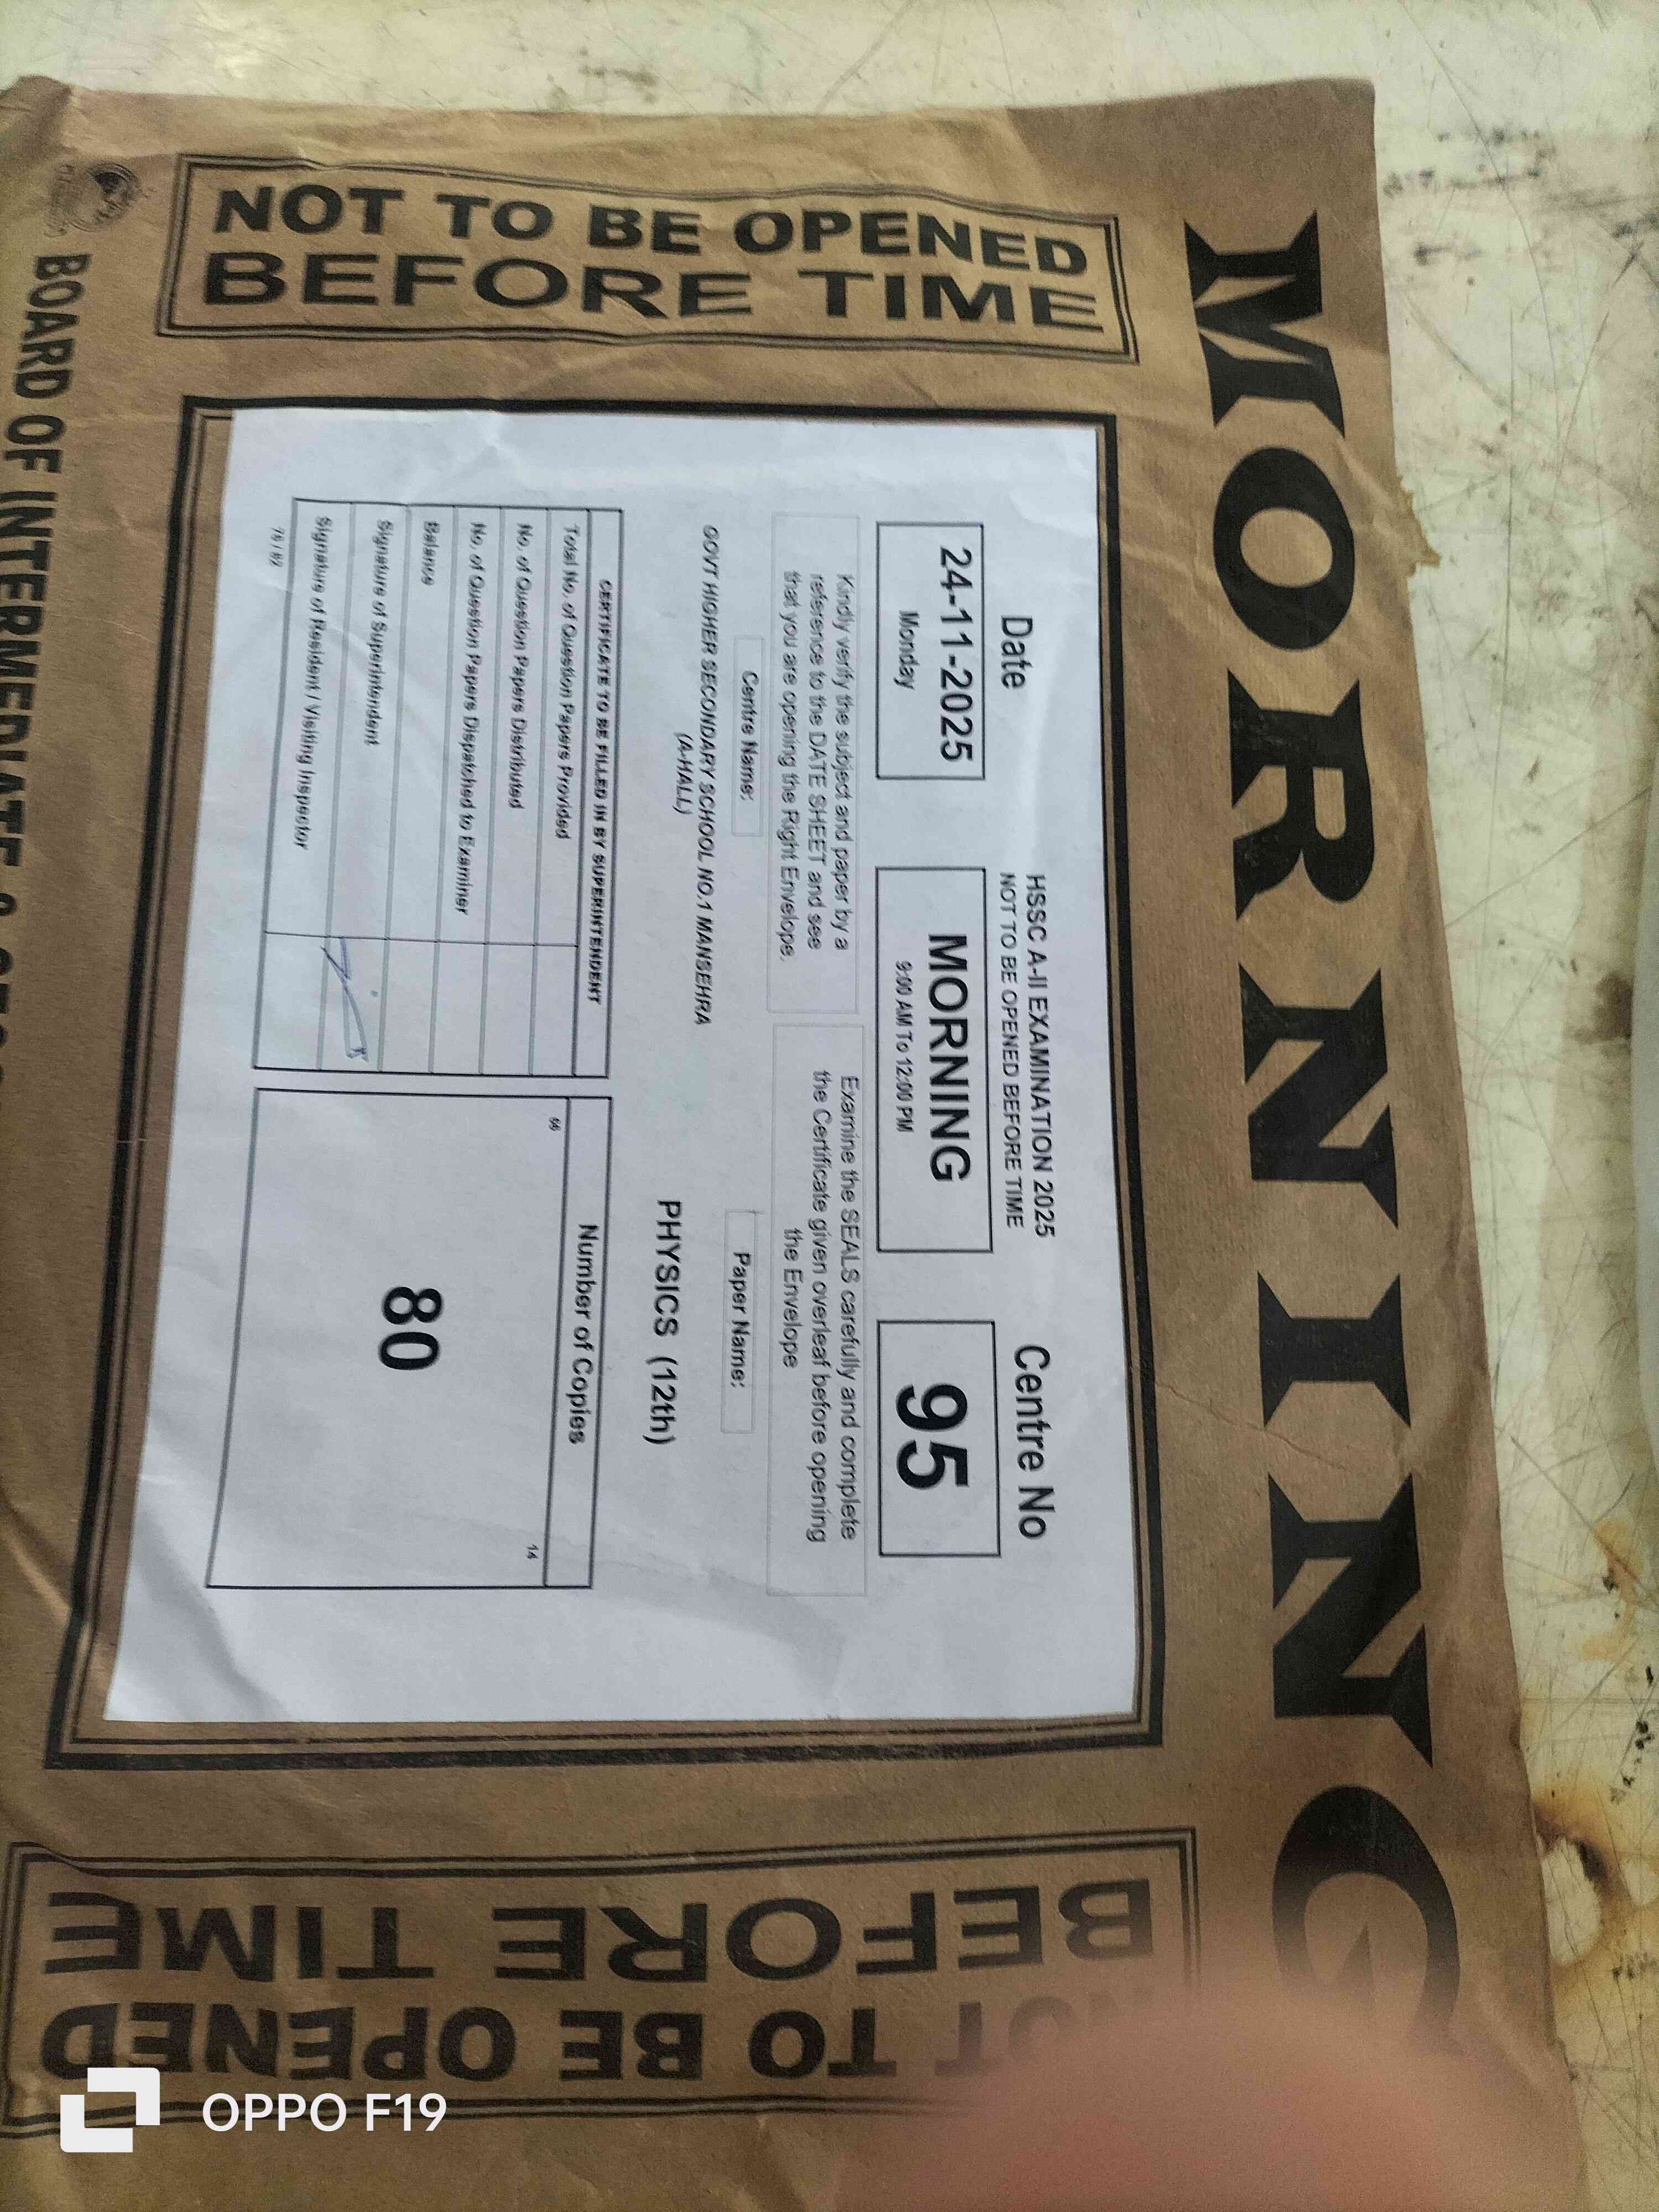 MORNING
NOT TO BE OPENED
BEFORE TIME
HSSC A-II EXAMINATION 2025
NOT TO BE OPENED BEFORE TIME
Date
24-11-2025
Monday
MORNING
9:00 AM To 12:00 PM
Centre No
95
Kindly verify the subject and paper by a
reference to the DATE SHEET and see
that you are opening the Right Envelope.
Examine the SEALS carefully and complete
the Certificate given overleaf before opening
the Envelope
Centre Name:
GOVT HIGHER SECONDARY SCHOOL NO.1 MANSEHRA
(A-HALL)
Paper Name:
PHYSICS (12th)
CERTIFICATE TO BE FILLED IN BY SUPERINTENDENT
Total No. of Question Papers Provided
No. of Question Papers Distributed
No. of Question Papers Dispatched to Examiner
Balance
Signature of Superintendent
Signature of Resident / Visiting Inspector
Number of Copies
66
14
80
BOARD OF INTERMEDIATE &
TO BE OPENED
BEFORE TIME
OPPO F19